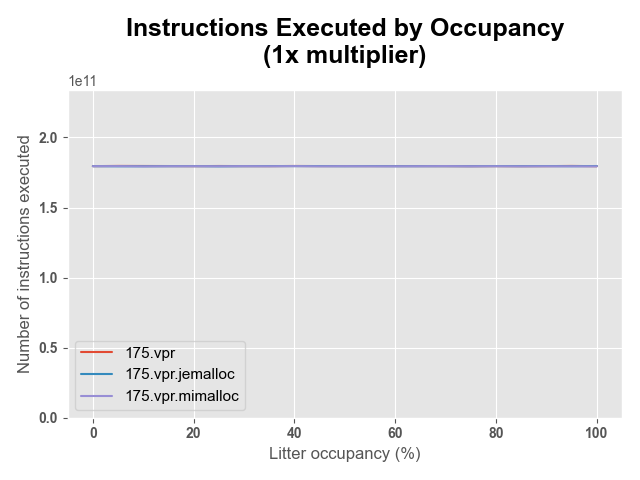 Instructions Executed by Occupancy
(1x multiplier)
1e11
2.0
1.5
1.0
0.5
0.0
Number of instructions executed
175.vpr
175.vpr.jemalloc
175.vpr.mimalloc
0 20 40 60 80 100
Litter occupancy (%)